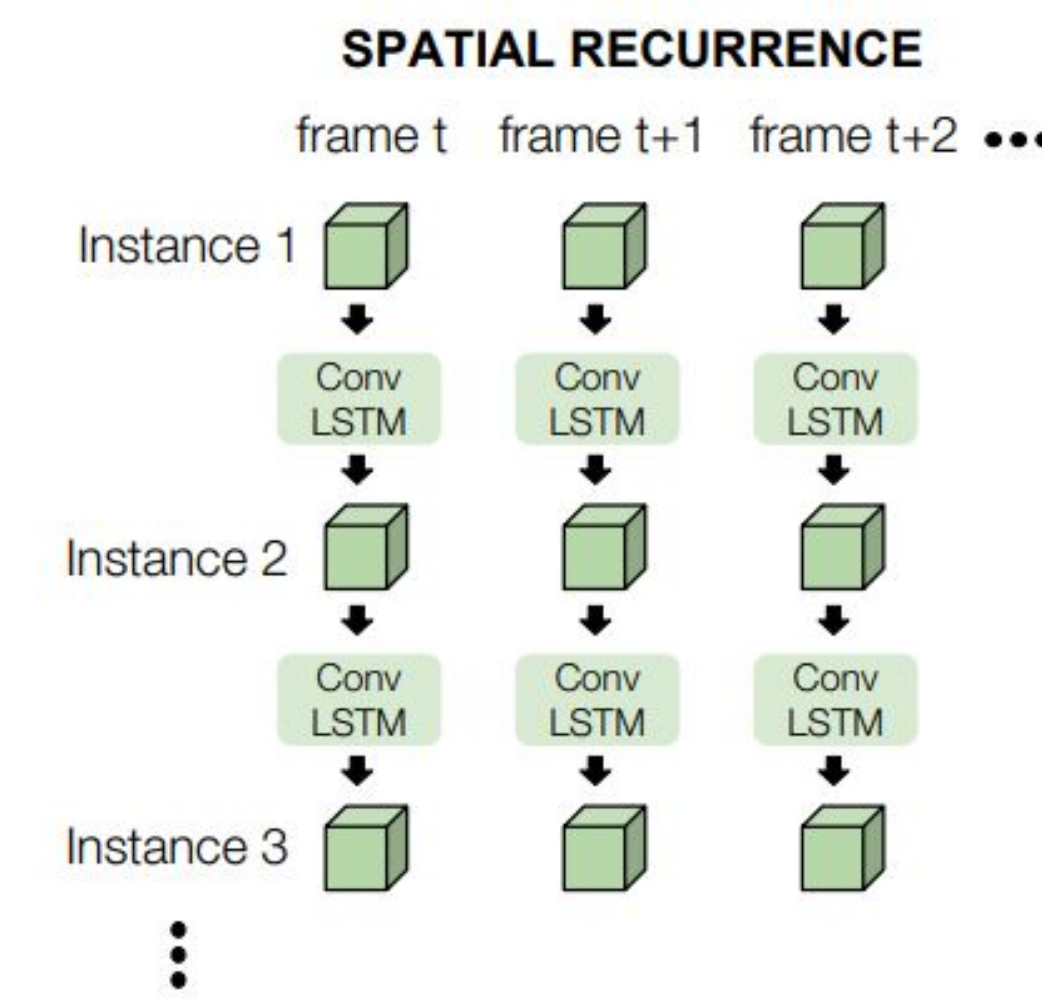 SPATIAL RECURRENCE
frame t frame t+1 frame t+2 •••
Instance 1
Conv Conv Conv
LSTM LSTM LSTM
Instance 2
Conv Conv Conv
LSTM LSTM LSTM
Instance 3